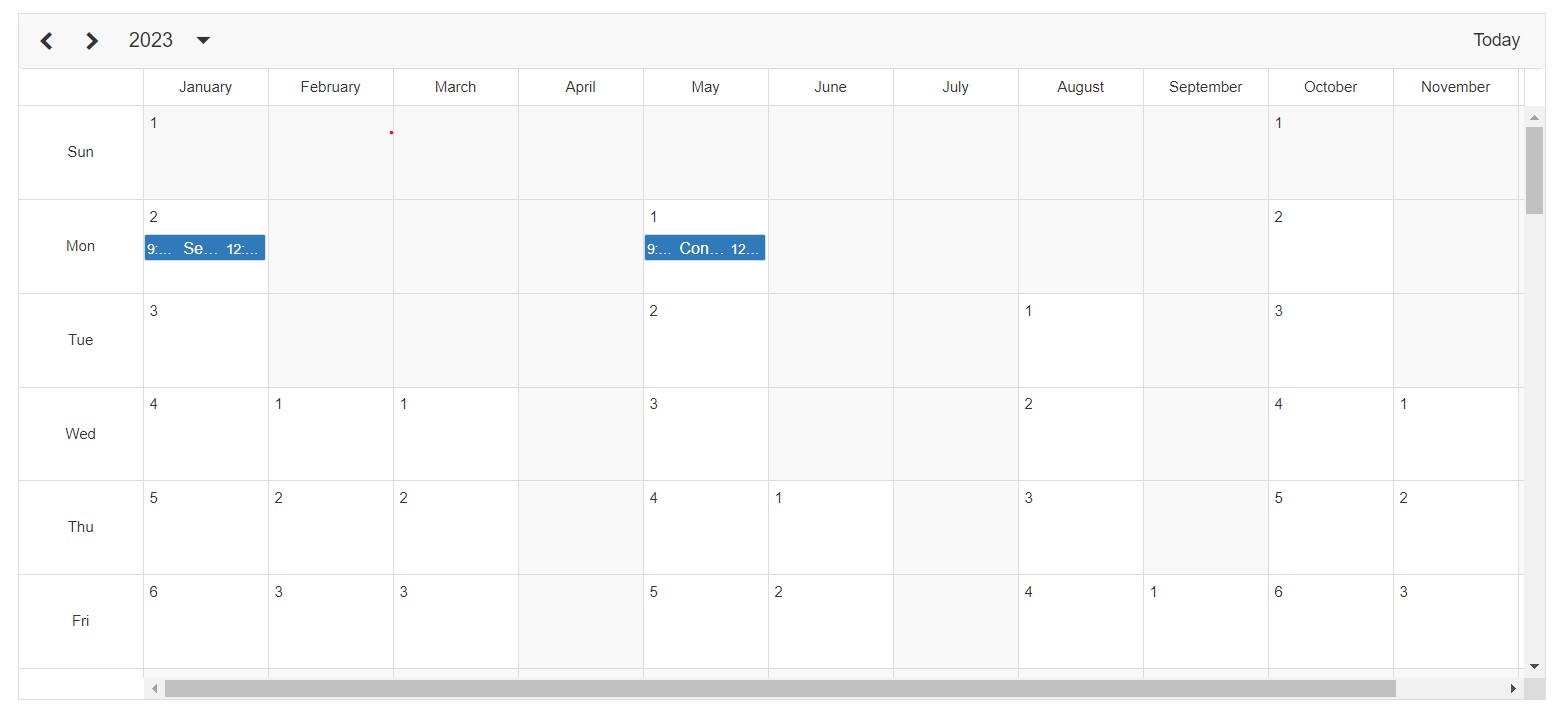 2023 Today
January February March April May June July August September October November
1 1
Sun
2 1 2
Mon
9:... Se... 12:... 9:... Con... 12...
3 2 1 3
Tue
4 1 1 3 2 4 1
Wed
5 2 2 4 1 3 5 2
Thu
6 3 3 5 2 4 1 6 3
Fri